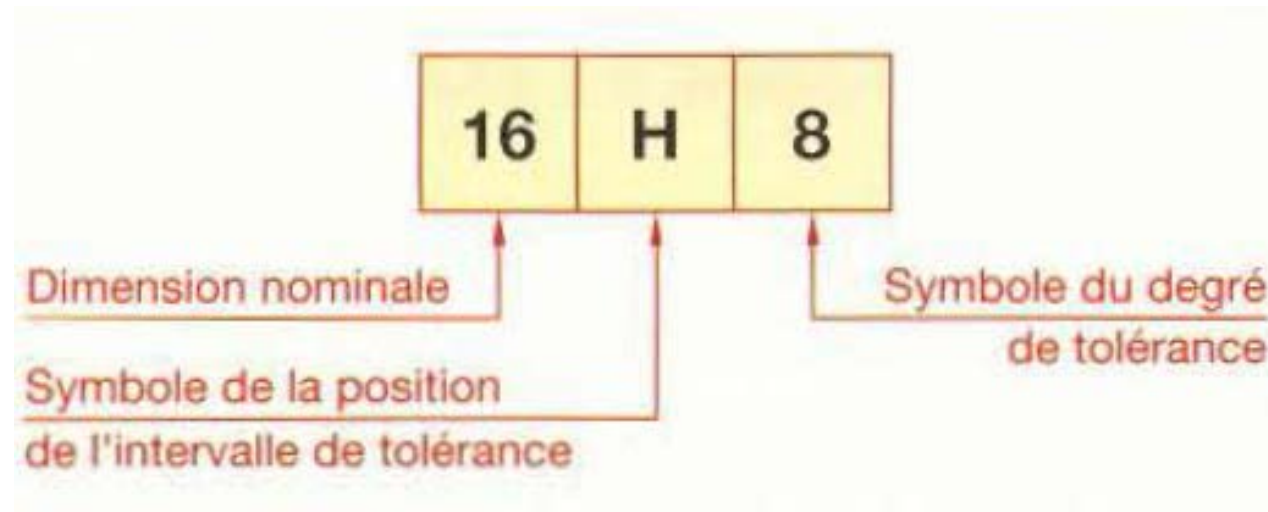 16 H 8
Dimension nominale
Symbole du degré
de tolérance
Symbole de la position
de l'intervalle de tolérance